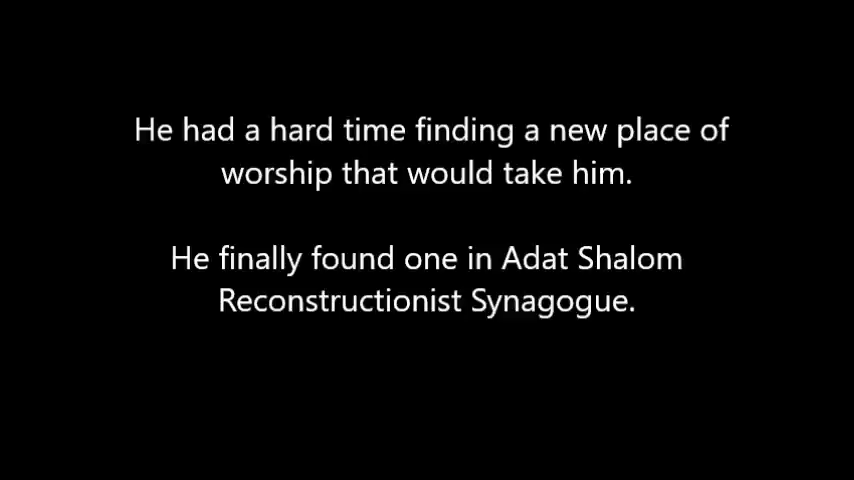 He had a hard time finding a new place of
worship that would take him.
He finally found one in Adat Shalom
Reconstructionist Synagogue.